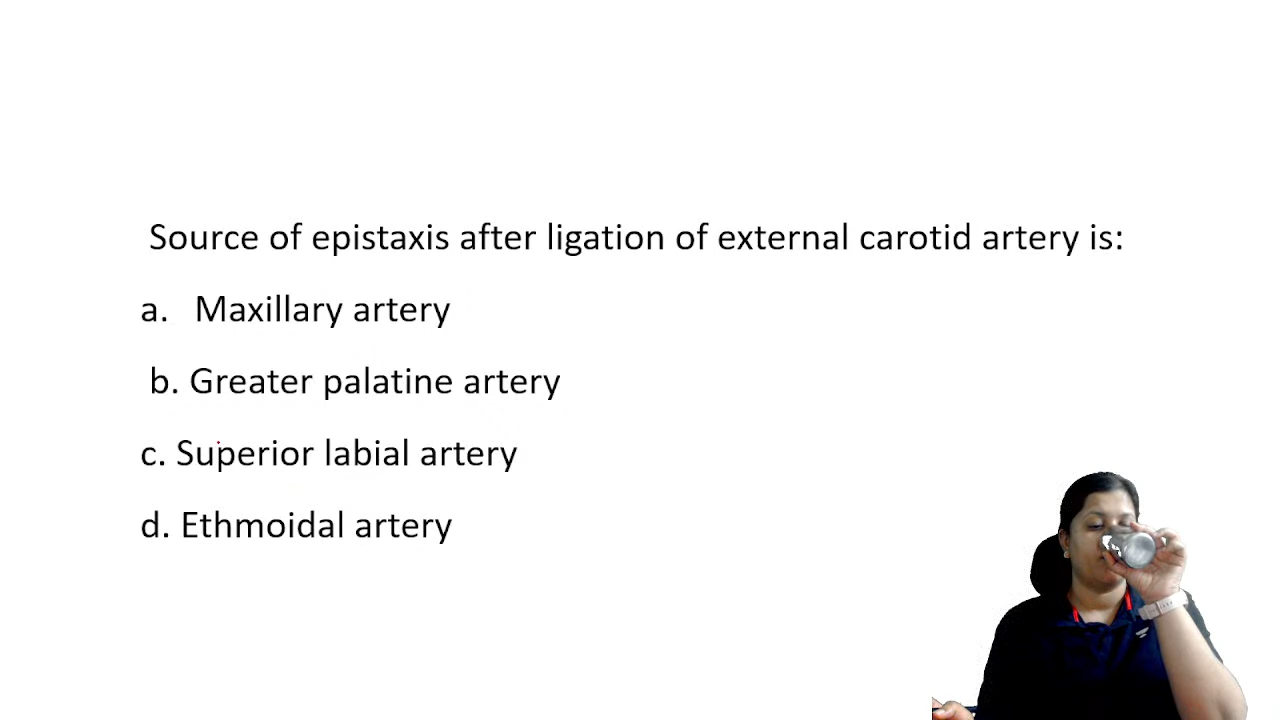 Source of epistaxis after ligation of external carotid artery is:
a. Maxillary artery
b. Greater palatine artery
c. Superior labial artery
d. Ethmoidal artery